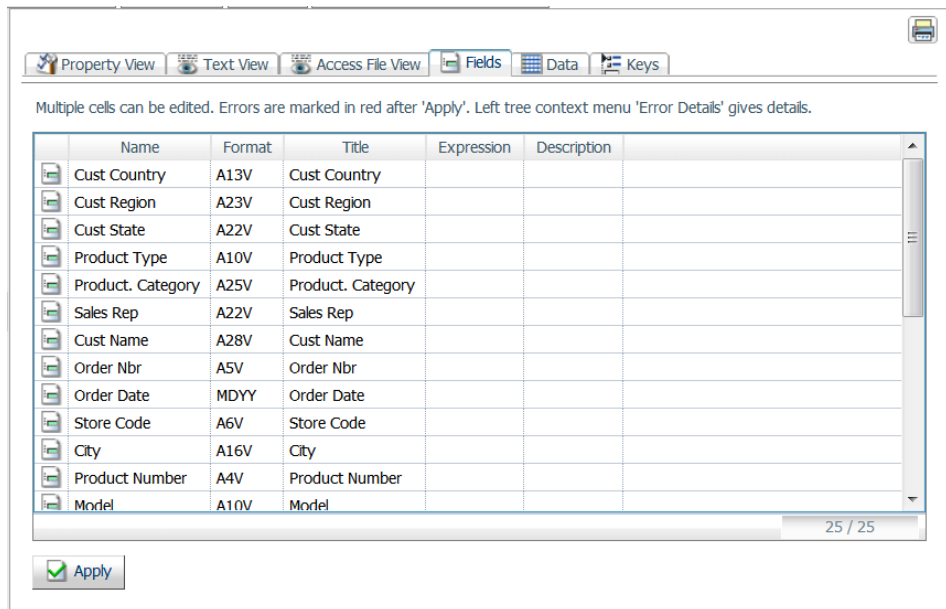 Property View Text View Access File View Fields Data Keys
Multiple cells can be edited. Errors are marked in red after 'Apply'. Left tree context menu 'Error Details' gives details.
Name Format Title Expression Description
Cust Country A13V Cust Country
Cust Region A23V Cust Region
Cust State A22V Cust State
Product Type A10V Product Type
Product. Category A25V Product. Category
Sales Rep A22V Sales Rep
Cust Name A28V Cust Name
Order Nbr A5V Order Nbr
Order Date MDYY Order Date
Store Code A6V Store Code
City A16V City
Product Number A4V Product Number
Model A10V Model
25 / 25
Apply